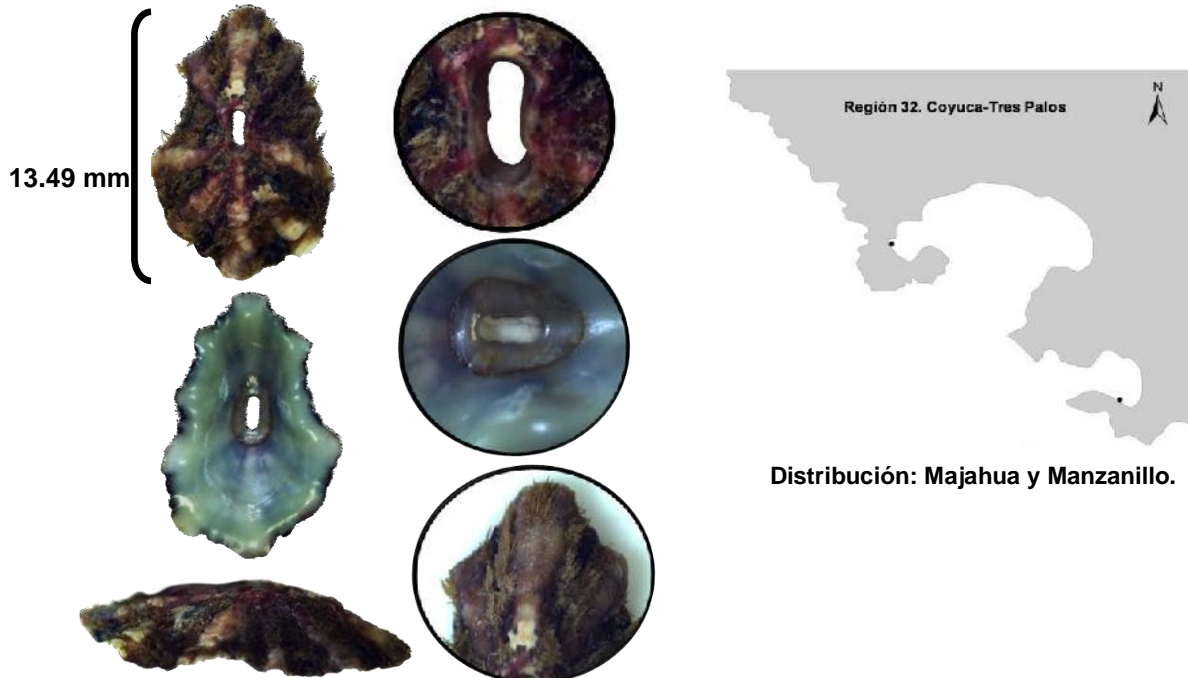 13.49 mm
Región 32. Coyuca-Tres Palos
N
Distribución: Majahua y Manzanillo.